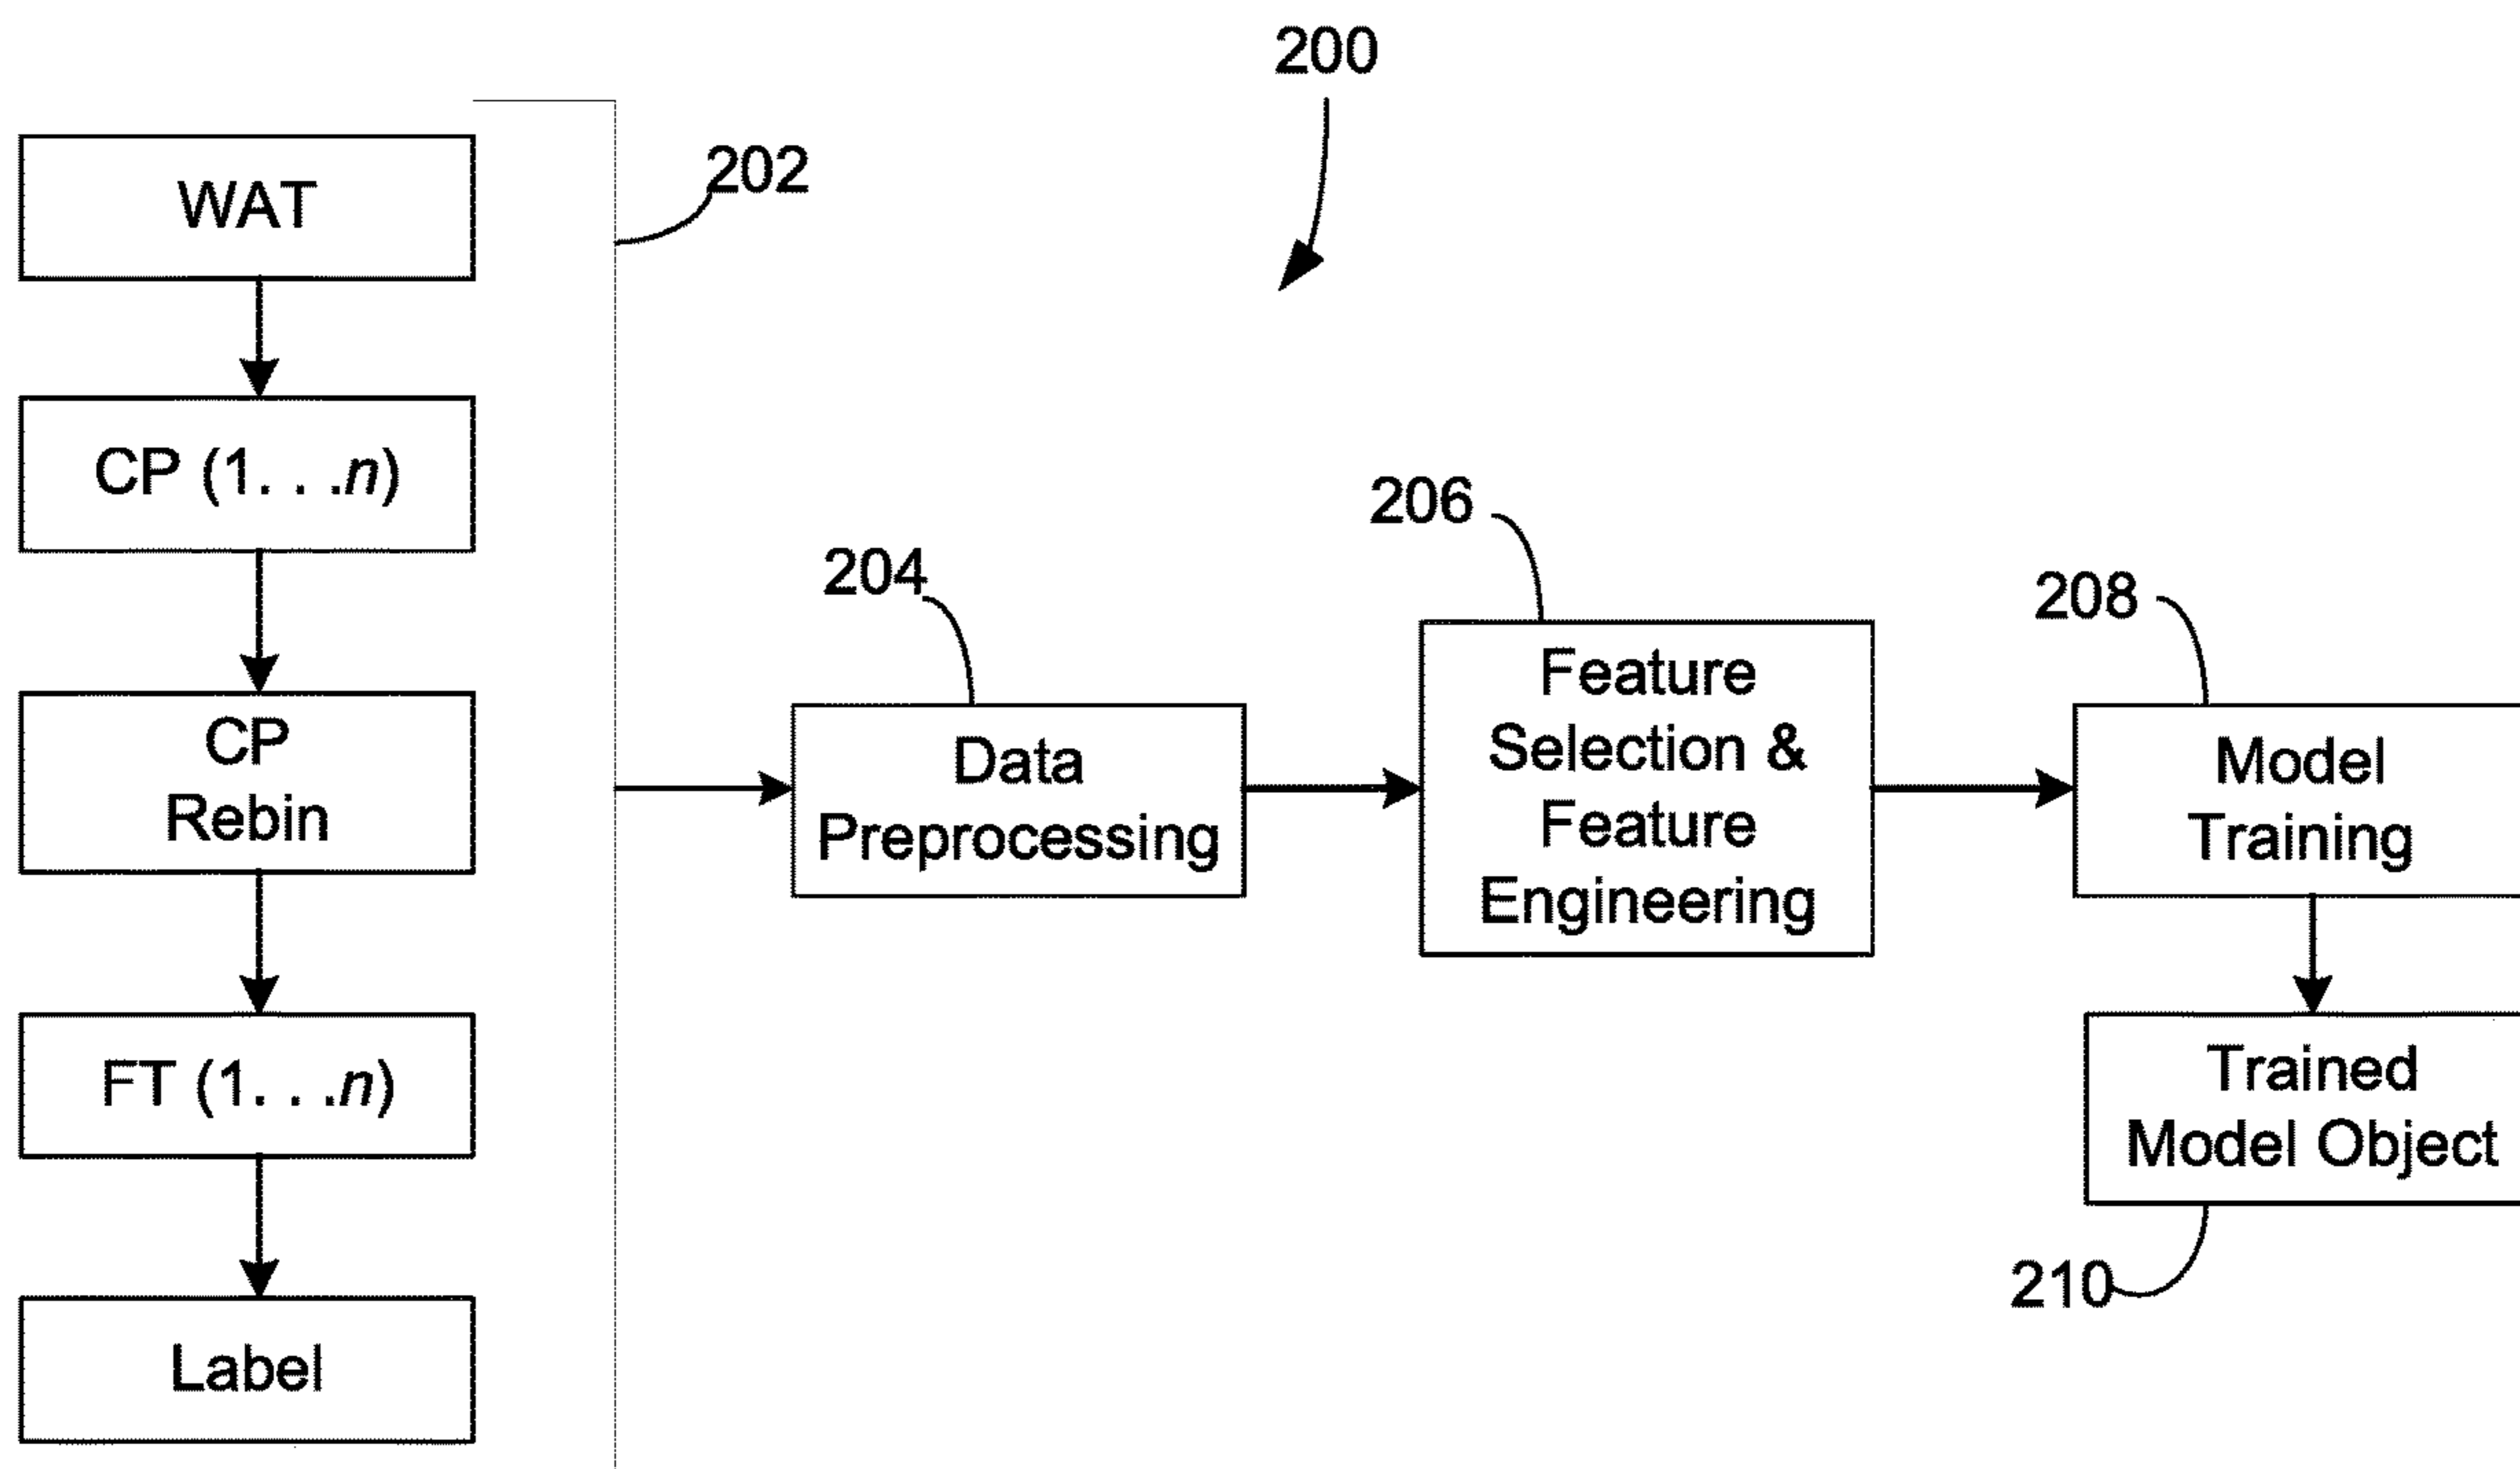 200
202
WAT
CP (1. . .n)
CP
Rebin
FT (1. . .n)
Label
204
Data
Preprocessing
206
Feature
Selection &
Feature
Engineering
208
Model
Training
Trained
Model Object
210